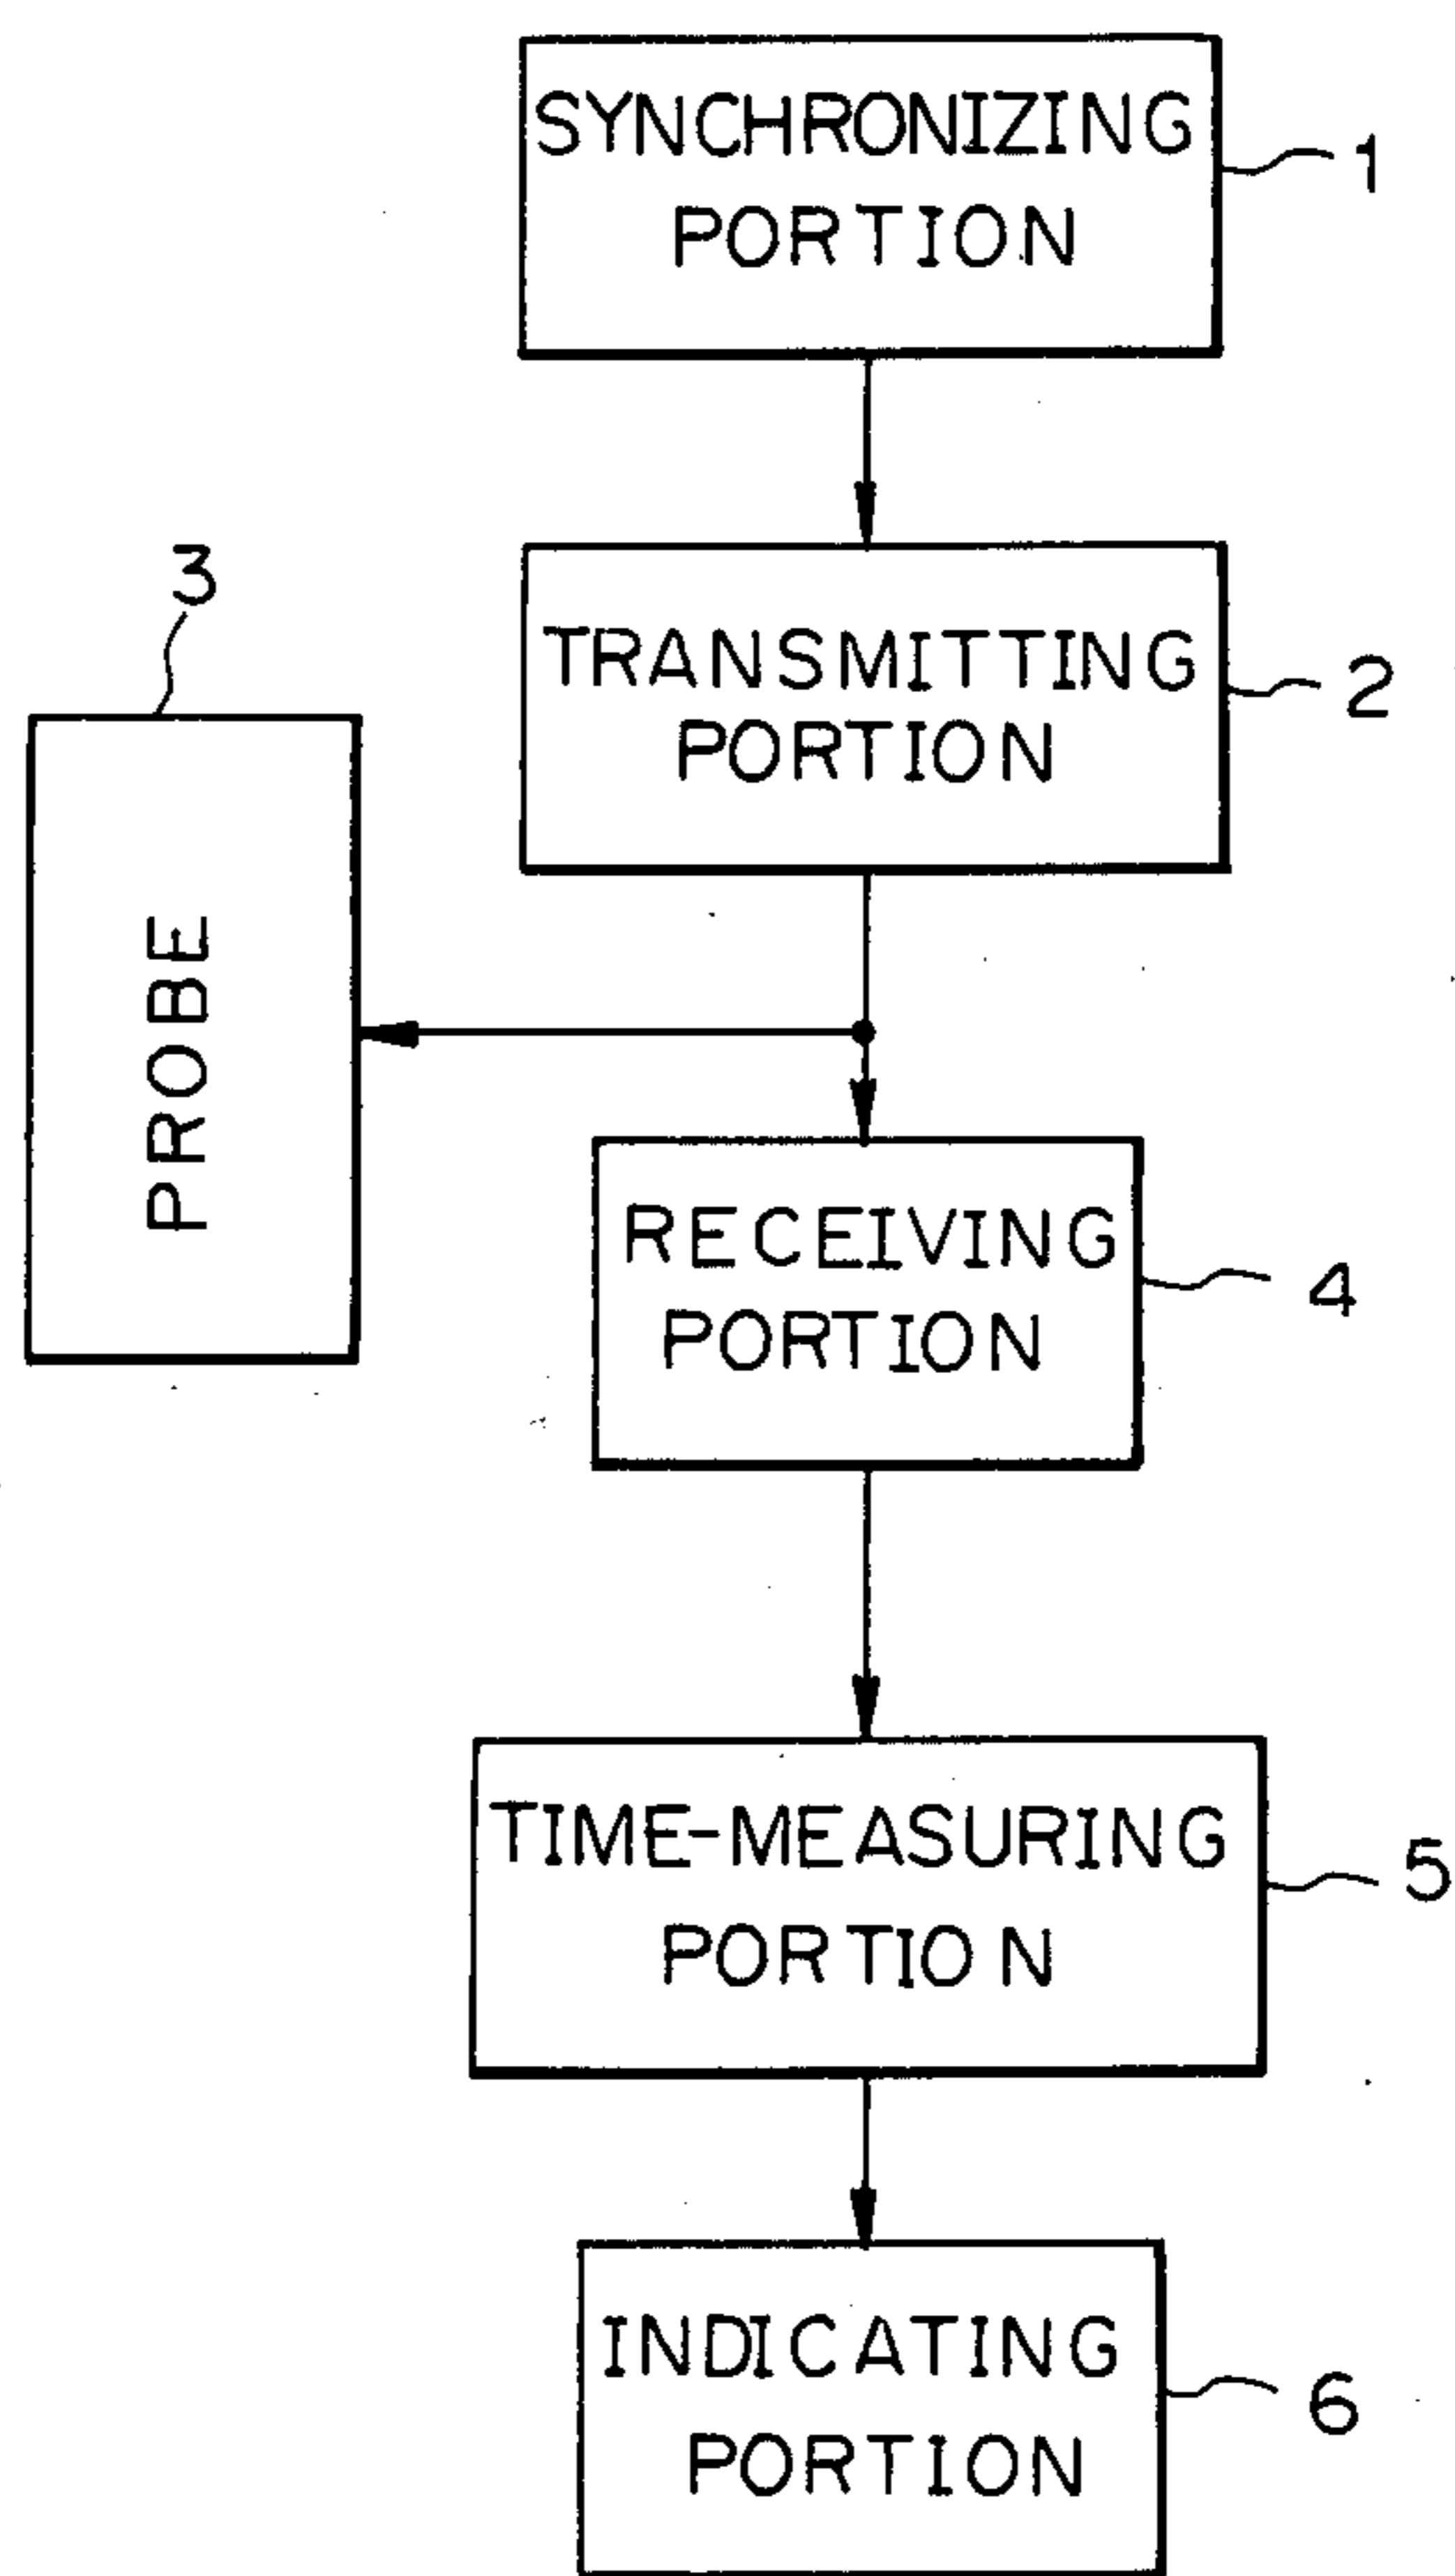 SYNCHRONIZING
PORTION
1
TRANSMITTING
PORTION
2
3
PROBE
RECEIVING
PORTION
4
TIME-MEASURING
PORTION
5
INDICATING
PORTION
6